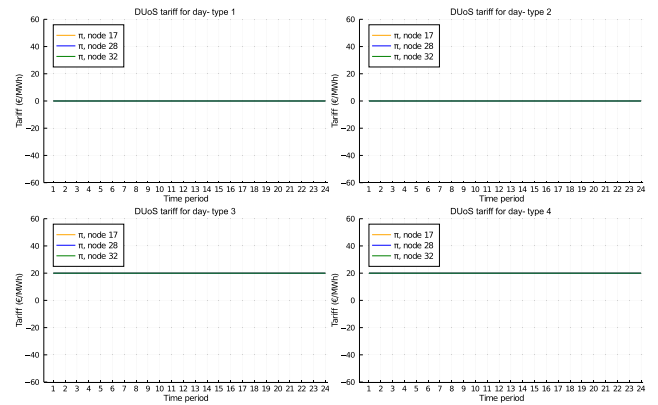 DUoS tariff for day- type 1
60
40
20
0
−20
−40
−60
Tariff (€/MWh)
π, node 17
π, node 28
π, node 32
1 2 3 4 5 6 7 8 9 10 11 12 13 14 15 16 17 18 19 20 21 22 23 24
Time period
DUoS tariff for day- type 2
60
40
20
0
−20
−40
−60
Tariff (€/MWh)
π, node 17
π, node 28
π, node 32
1 2 3 4 5 6 7 8 9 10 11 12 13 14 15 16 17 18 19 20 21 22 23 24
Time period
DUoS tariff for day- type 3
60
40
20
0
−20
−40
−60
Tariff (€/MWh)
π, node 17
π, node 28
π, node 32
1 2 3 4 5 6 7 8 9 10 11 12 13 14 15 16 17 18 19 20 21 22 23 24
Time period
DUoS tariff for day- type 4
60
40
20
0
−20
−40
−60
Tariff (€/MWh)
π, node 17
π, node 28
π, node 32
1 2 3 4 5 6 7 8 9 10 11 12 13 14 15 16 17 18 19 20 21 22 23 24
Time period